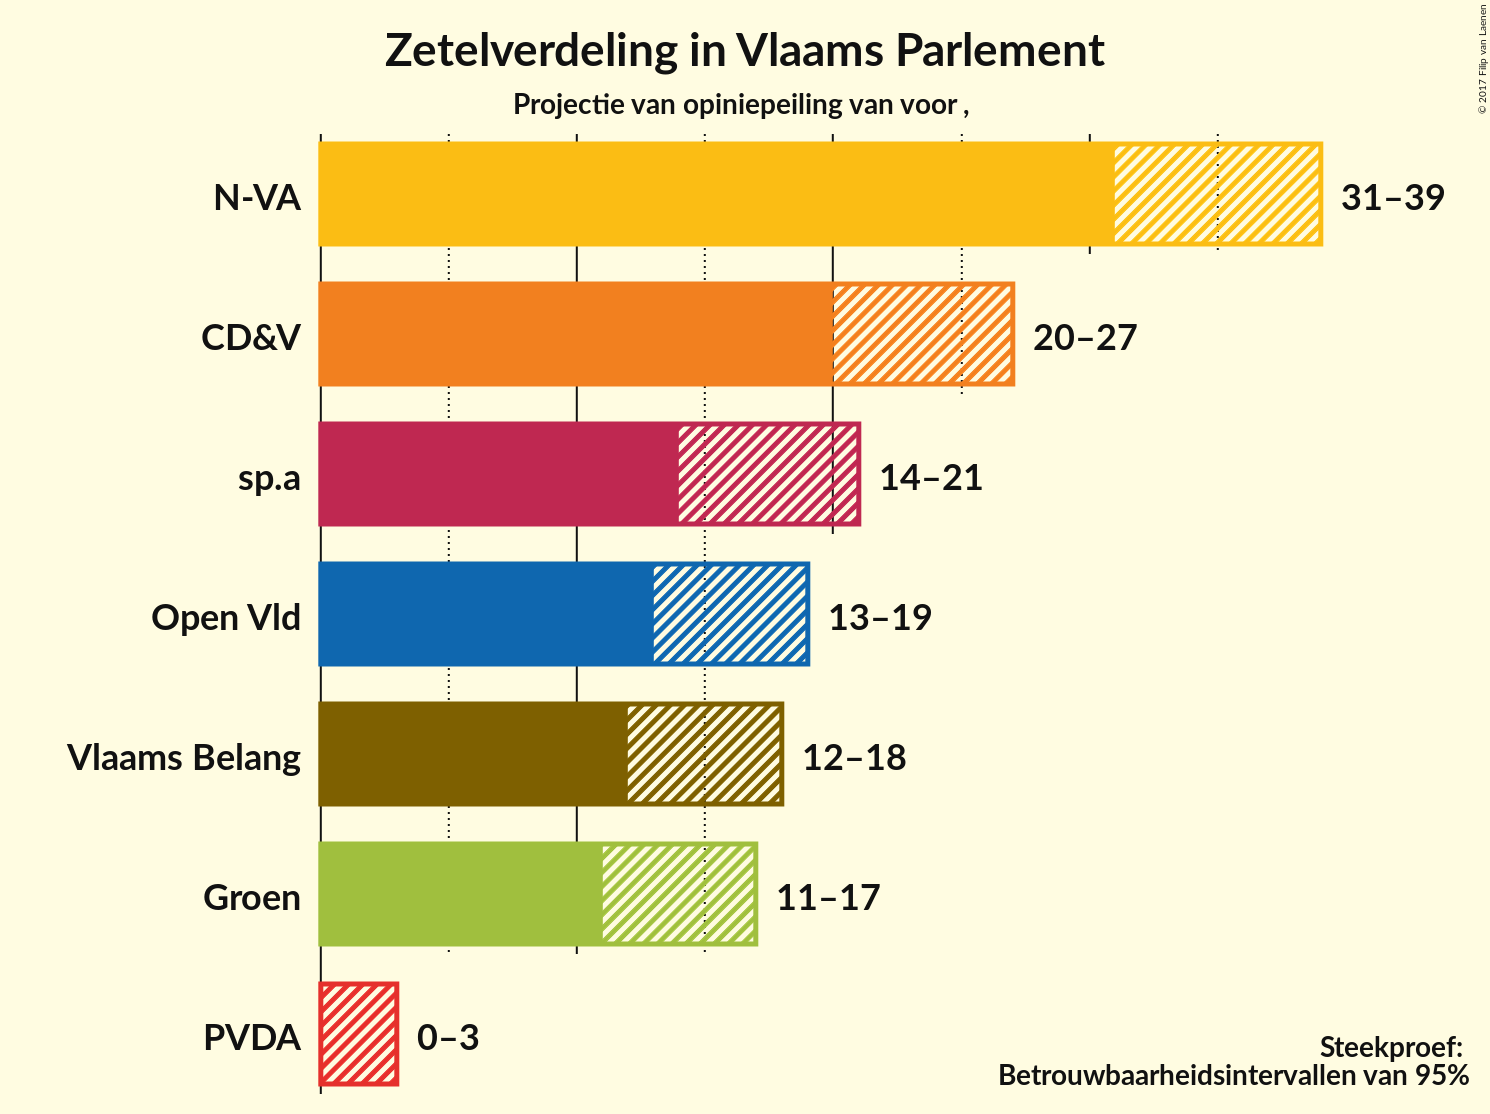 Zetelverdeling in Vlaams Parlement
Projectie van opiniepeiling van voor ,
© 2017 Filip van Laenen
N-VA 31–39
CD&V 20–27
sp.a 14–21
Open Vld 13–19
Vlaams Belang 12–18
Groen 11–17
PVDA 0–3
Steekproef:
Betrouwbaarheidsintervallen van 95%